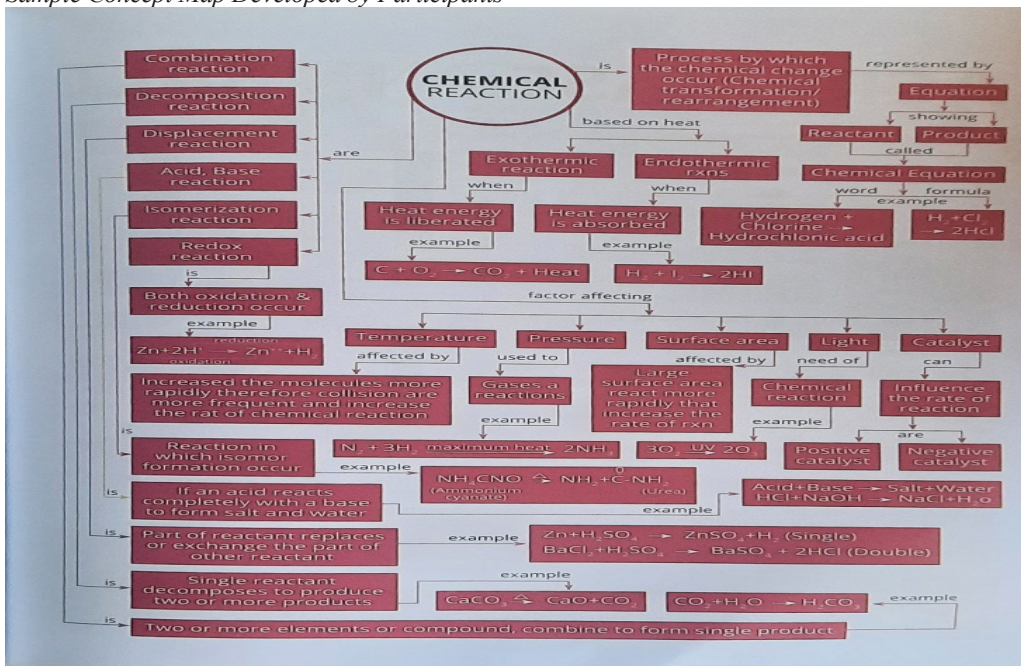 Sample Concept Map Developed by Participants
Combination
reaction
Decomposition
reaction
Displacement
reaction
Acid, Base
reaction
Isomerization
reaction
Redox
reaction
is
Both oxidation &
reduction occur
example
reduction
Zn+2H⁺ → Zn⁺⁺+H₂
oxidation
are
CHEMICAL
REACTION
is
Process by which
the chemical change
occur (Chemical
transformation/
rearrangement)
represented by
Equation
showing
Reactant
Product
called
Chemical Equation
word
formula
example
Hydrogen +
Chlorine →
Hydrochlonic acid
H₂+Cl₂
→ 2Hcl
based on heat
Exothermic
reaction
Endothermic
rxns
when
when
Heat energy
is liberated
Heat energy
is absorbed
example
example
C + O₂ → CO₂ + Heat
H₂ + I₂ → 2HI
factor affecting
Temperature
Pressure
Surface area
Light
Catalyst
affected by
used to
affected by
need of
can
Increased the molecules more
rapidly therefore collision are
more frequent and increase
the rat of chemical reaction
Gases a
reactions
Large
surface area
react more
rapidly that
increase the
rate of rxn
Chemical
reaction
Influence
the rate of
reaction
example
example
are
N₂ + 3H₂ maximum heat → 2NH₃
3O₂ UV → 2O₃
Positive
catalyst
Negative
catalyst
is
Reaction in
which isomor
formation occur
example
O
NH₄CNO → NH₂+C-NH₂
(Ammonium
cyanate)
(Urea)
is
If an acid reacts
completely with a base
to form salt and water
example
Acid+Base → Salt+Water
HCl+NaOH → NaCl+H₂o
is
Part of reactant replaces
or exchange the part of
other reactant
example
Zn+H₂SO₄ → ZnSO₄+H₂ (Single)
BaCl₂+H₂SO₄ → BaSO₄ + 2HCl (Double)
is
Single reactant
decomposes to produce
two or more products
example
CaCO₃ → CaO+CO₂
CO₂+H₂O → H₂CO₃
example
is
Two or more elements or compound, combine to form single product